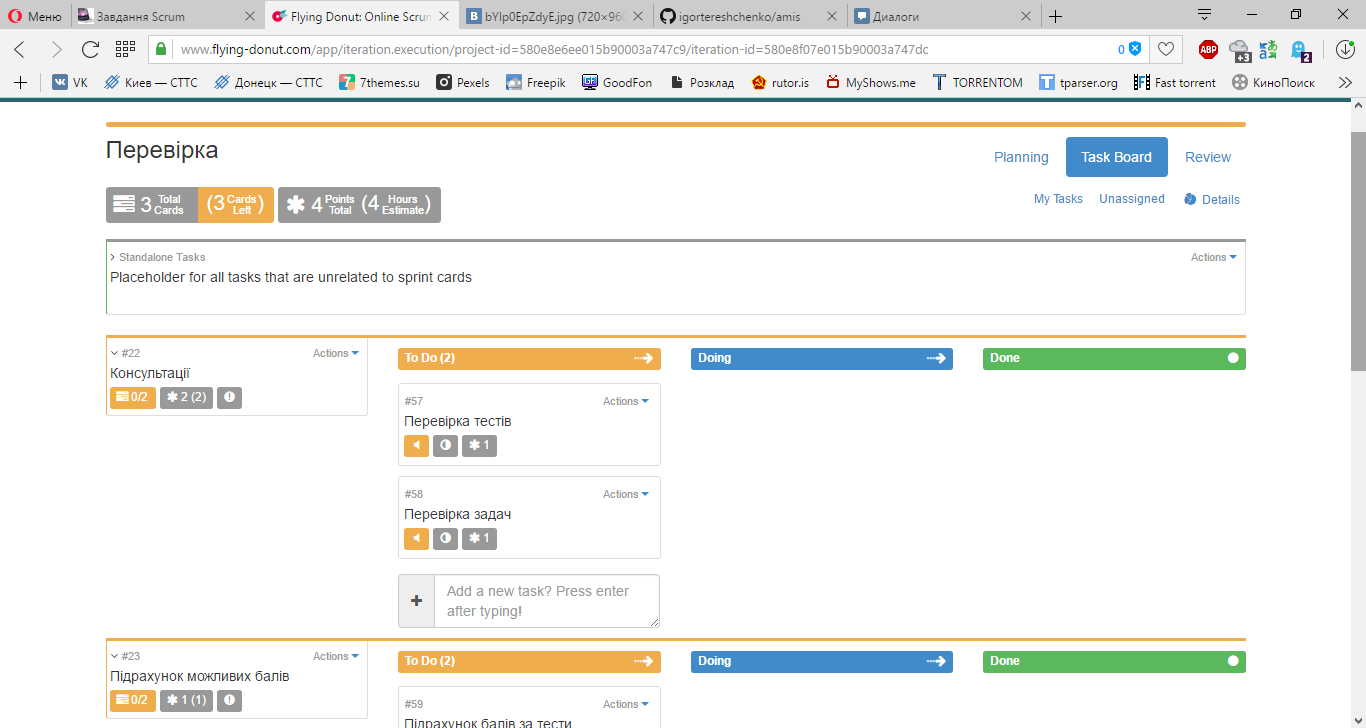 Меню
Завдання Scrum
Flying Donut: Online Scrum
bYIp0EpZdyE.jpg (720×960
igortereshchenko/amis
Диалоги
www.flying-donut.com/app/iteration.execution/project-id=580e8e6ee015b90003a747c9/iteration-id=580e8f07e015b90003a747dc
0
ABP
+3
2
VK
Киев — СТТС
Донецк — СТТС
7themes.su
Pexels
Freepik
GoodFon
Розклад
rutor.is
MyShows.me
TORRENTOM
tparser.org
Fast torrent
КиноПоиск
Перевірка
Planning
Task Board
Review
3 Total Cards
(3 Cards Left)
4 Points Total (4 Hours Estimate)
My Tasks
Unassigned
Details
Standalone Tasks
Actions
Placeholder for all tasks that are unrelated to sprint cards
#22
Actions
Консультації
0/2
2 (2)
To Do (2)
Doing
Done
#57
Actions
Перевірка тестів
1
#58
Actions
Перевірка задач
1
Add a new task? Press enter
after typing!
#23
Actions
Підрахунок можливих балів
0/2
1 (1)
To Do (2)
Doing
Done
#59
Actions
Підрахунок балів за тести